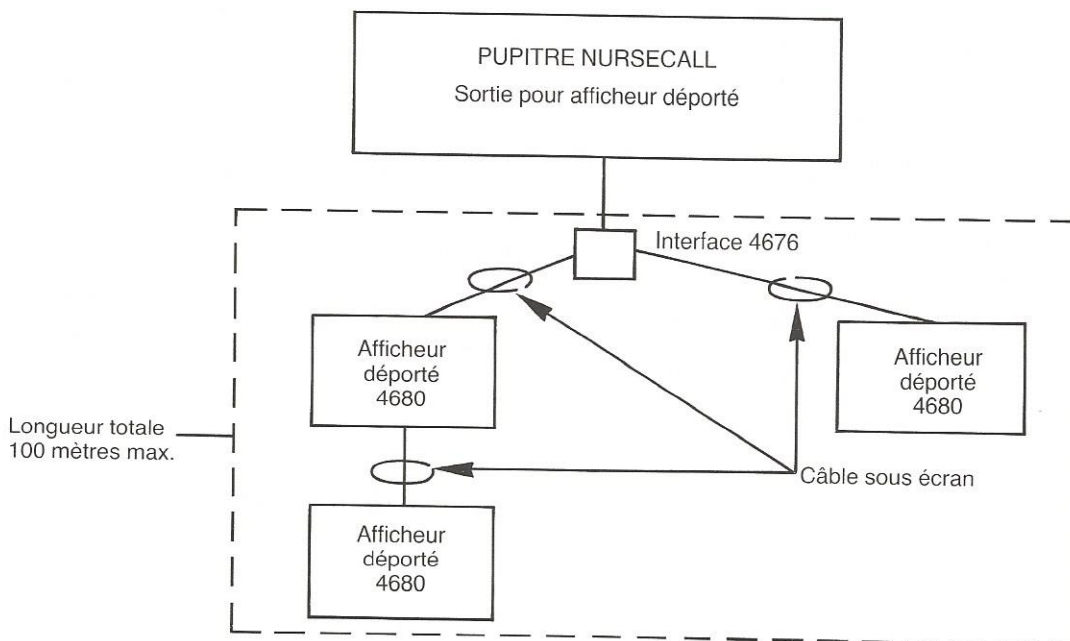 PUPITRE NURSECALL
Sortie pour afficheur déporté
Interface 4676
Afficheur
déporté
4680
Afficheur
déporté
4680
Longueur totale
100 mètres max.
Câble sous écran
Afficheur
déporté
4680